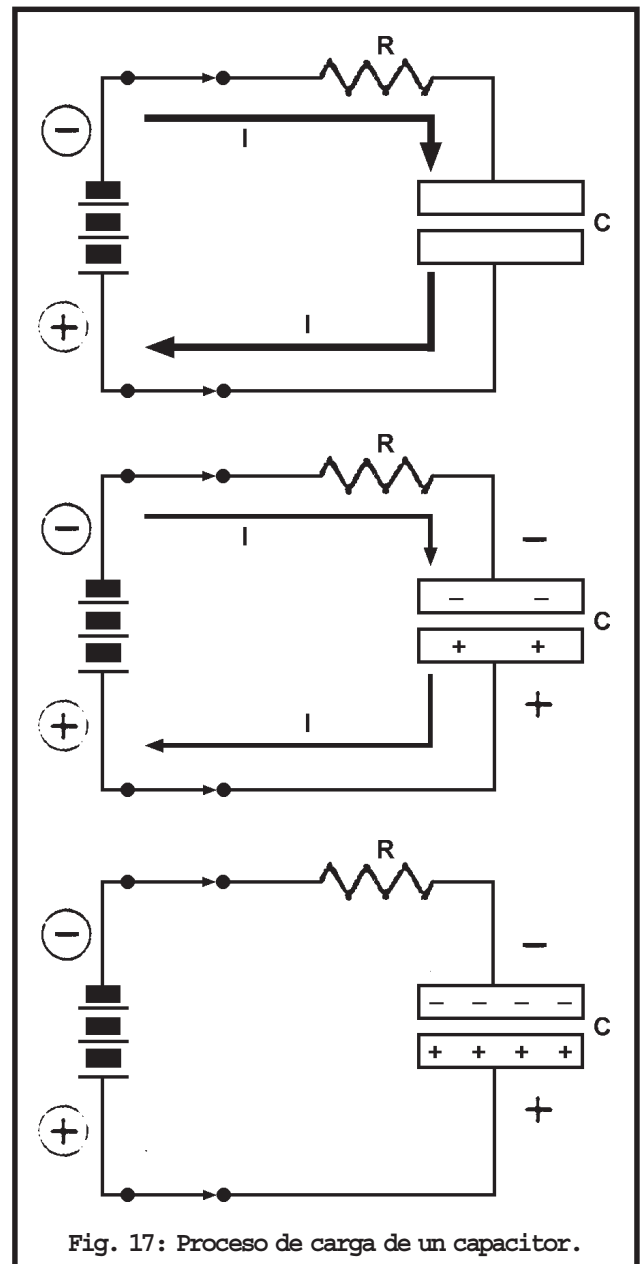 R
−
I
C
+
I
R
−
I
−
− −
C
+ +
+
+
I
R
−
−
− − − −
C
+ + + +
+
+
Fig. 17: Proceso de carga de un capacitor.